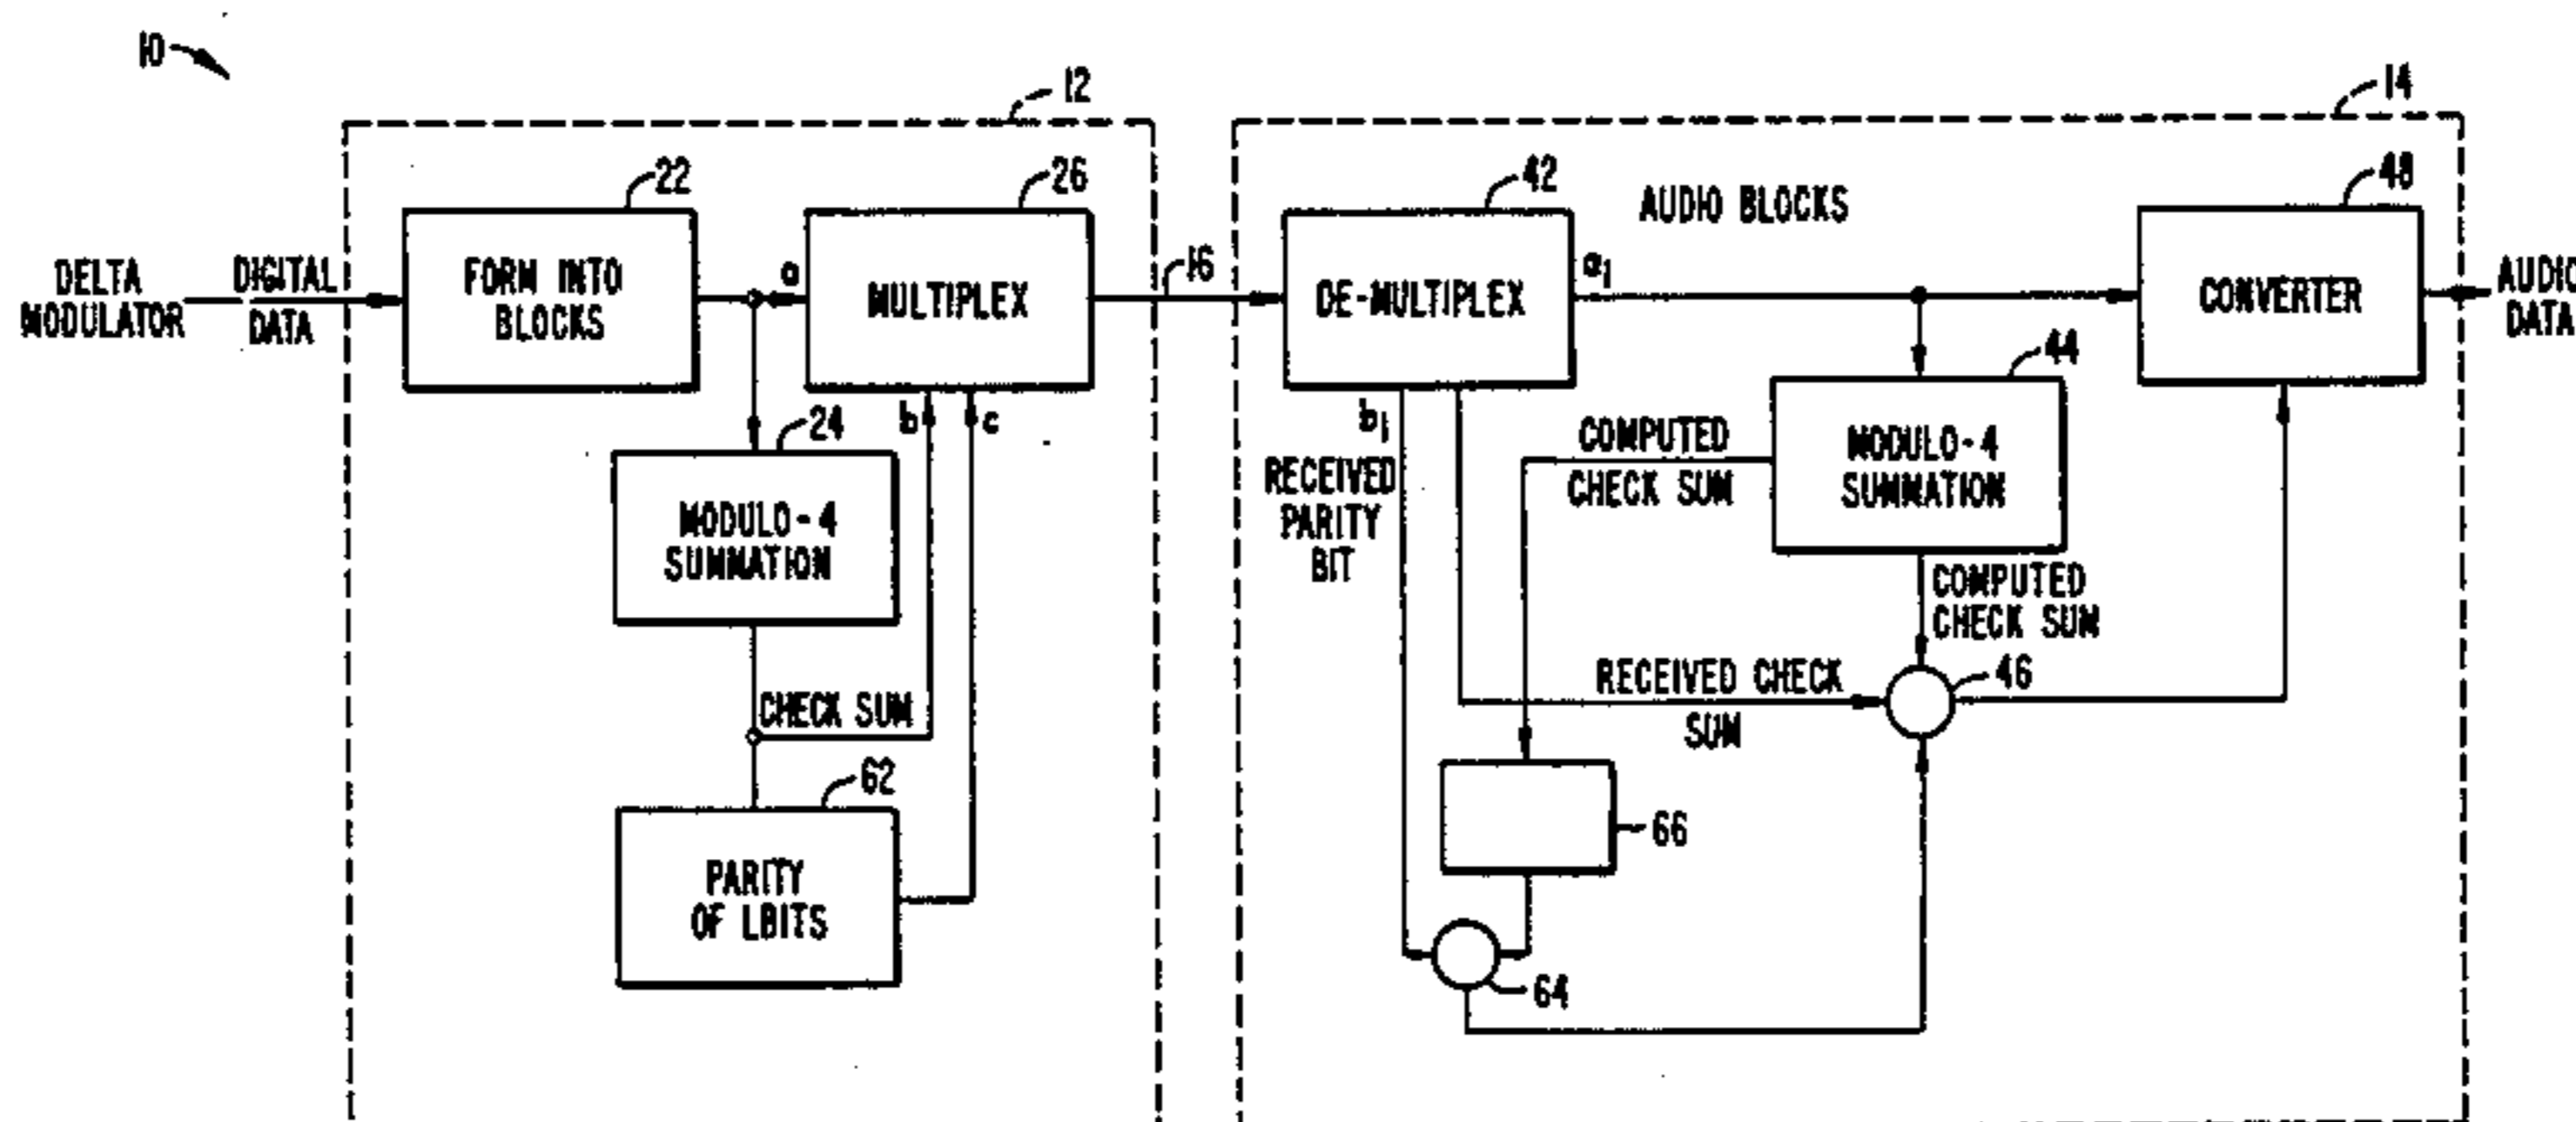 10
12
14
22
26
42
AUDIO BLOCKS
48
DELTA
MODULATOR
DIGITAL
DATA
FORM INTO
BLOCKS
a
MULTIPLEX
16
DE-MULTIPLEX
a1
CONVERTER
AUDIO
DATA
24
b
c
b1
44
MODULO-4
SUMMATION
RECEIVED
PARITY
BIT
COMPUTED
CHECK SUM
MODULO-4
SUMMATION
COMPUTED
CHECK SUM
CHECK SUM
RECEIVED CHECK
SUM
46
62
PARITY
OF LBITS
66
64